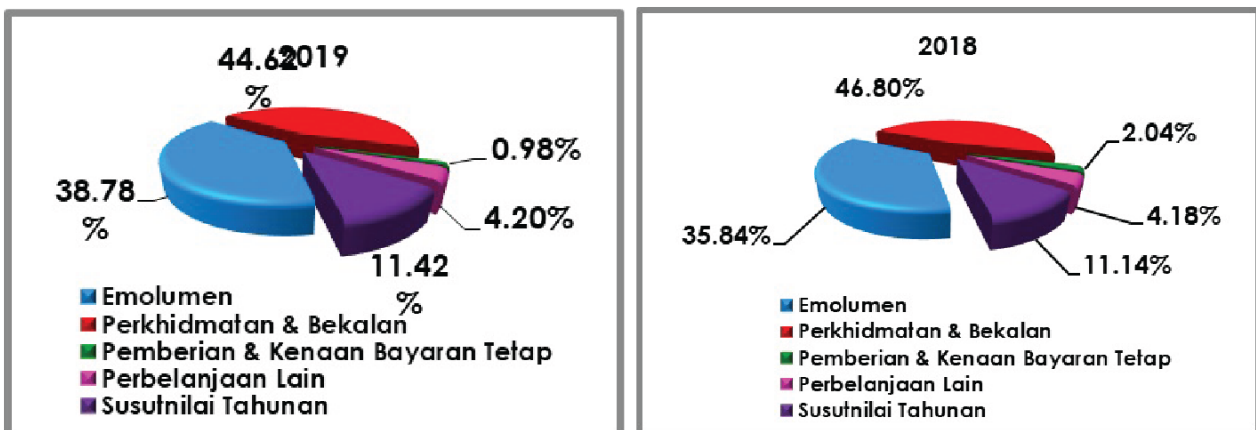 2019
44.62
%
0.98%
38.78
%
4.20%
11.42
%
Emolumen
Perkhidmatan & Bekalan
Pemberian & Kenaan Bayaran Tetap
Perbelanjaan Lain
Susutnilai Tahunan
2018
46.80%
2.04%
4.18%
35.84%
11.14%
Emolumen
Perkhidmatan & Bekalan
Pemberian & Kenaan Bayaran Tetap
Perbelanjaan Lain
Susutnilai Tahunan